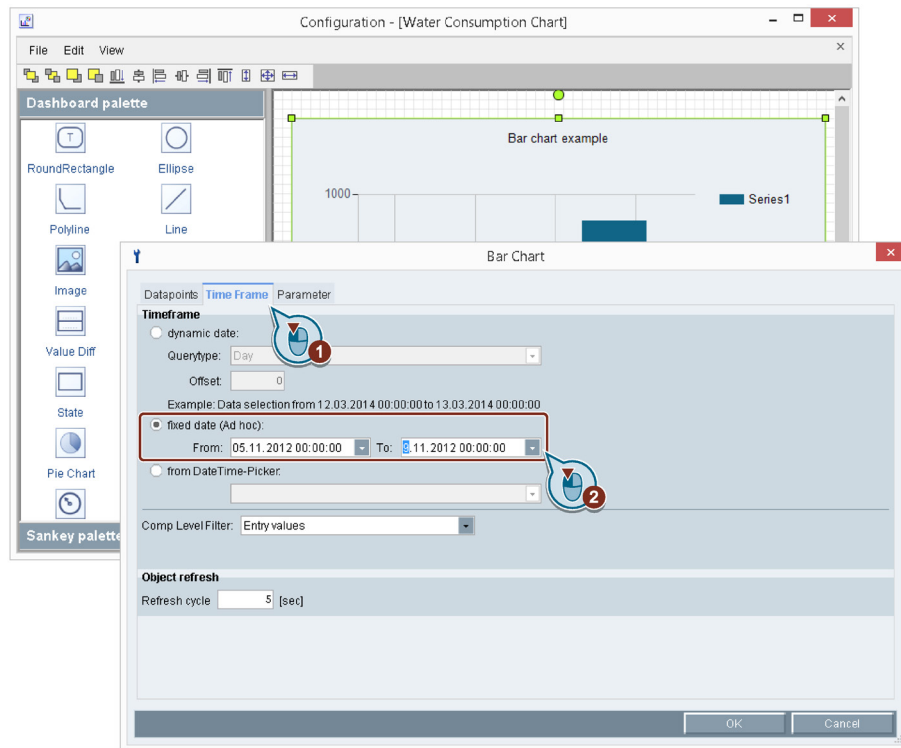 Configuration - [Water Consumption Chart]
File Edit View
Dashboard palette
T
RoundRectangle Ellipse
Polyline Line
Image
Value Diff
State
Pie Chart
Sankey palette
Bar chart example
1000
Series1
Bar Chart
Datapoints Time Frame Parameter
Timeframe
dynamic date:
1
Querytype: Day
Offset: 0
Example: Data selection from 12.03.2014 00:00:00 to 13.03.2014 00:00:00
fixed date (Ad hoc):
From: 05.11.2012 00:00:00 To: 9.11.2012 00:00:00
from DateTime-Picker:
2
Comp Level Filter: Entry values
Object refresh
Refresh cycle 5 [sec]
OK Cancel